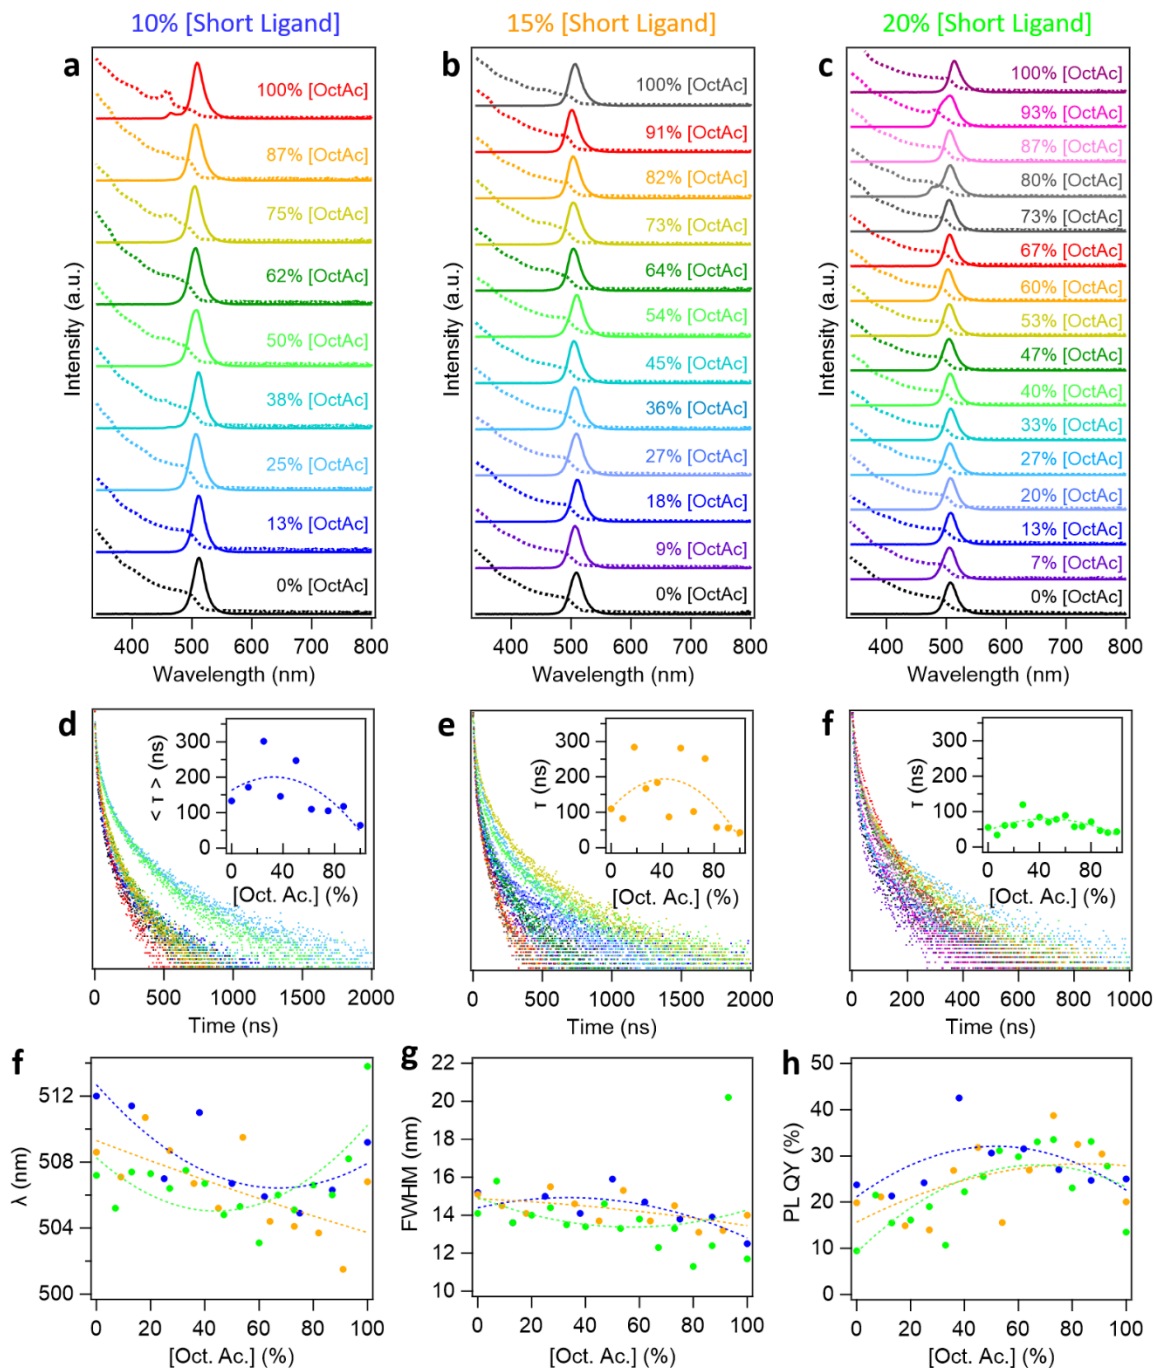 10% [Short Ligand]
15% [Short Ligand]
20% [Short Ligand]
a
100% [OctAc]
87% [OctAc]
75% [OctAc]
62% [OctAc]
50% [OctAc]
38% [OctAc]
25% [OctAc]
13% [OctAc]
0% [OctAc]
Intensity (a.u.)
400 500 600 700 800
Wavelength (nm)
b
100% [OctAc]
91% [OctAc]
82% [OctAc]
73% [OctAc]
64% [OctAc]
54% [OctAc]
45% [OctAc]
36% [OctAc]
27% [OctAc]
18% [OctAc]
9% [OctAc]
0% [OctAc]
Intensity (a.u.)
400 500 600 700 800
Wavelength (nm)
c
100% [OctAc]
93% [OctAc]
87% [OctAc]
80% [OctAc]
73% [OctAc]
67% [OctAc]
60% [OctAc]
53% [OctAc]
47% [OctAc]
40% [OctAc]
33% [OctAc]
27% [OctAc]
20% [OctAc]
13% [OctAc]
7% [OctAc]
0% [OctAc]
Intensity (a.u.)
400 500 600 700 800
Wavelength (nm)
d
< τ > (ns)
300
200
100
0
0 40 80
[Oct. Ac.] (%)
0 500 1000 1500 2000
Time (ns)
e
τ (ns)
300
200
100
0
0 40 80
[Oct. Ac.] (%)
0 500 1000 1500 2000
Time (ns)
f
τ (ns)
300
200
100
0
0 40 80
[Oct. Ac.] (%)
0 200 400 600 800 1000
Time (ns)
f
λ (nm)
512
508
504
500
0 20 40 60 80 100
[Oct. Ac.] (%)
g
FWHM (nm)
22
20
18
16
14
12
10
0 20 40 60 80 100
[Oct. Ac.] (%)
h
PLQY (%)
50
40
30
20
10
0
0 20 40 60 80 100
[Oct. Ac.] (%)